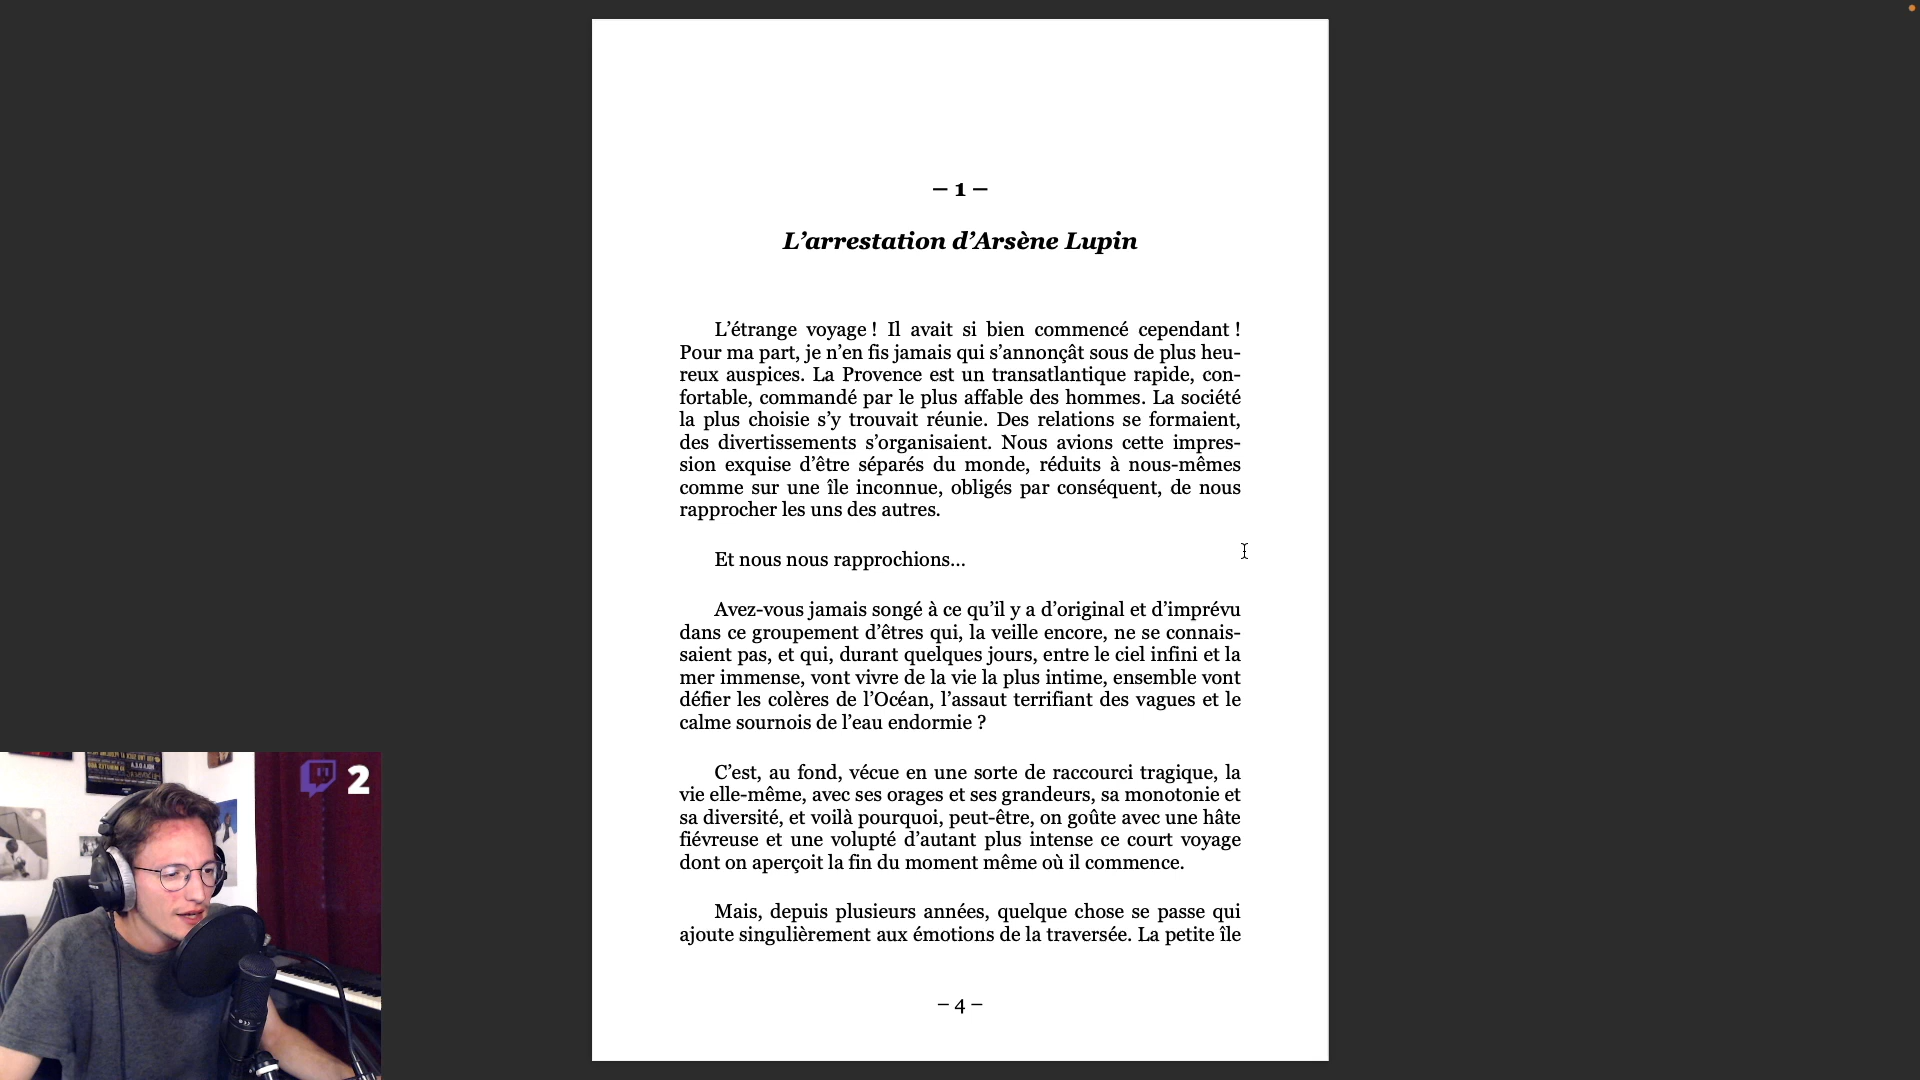 – 1 –
L’arrestation d’Arsène Lupin
L’étrange voyage ! Il avait si bien commencé cependant !
Pour ma part, je n’en fis jamais qui s’annonçât sous de plus heu-
reux auspices. La Provence est un transatlantique rapide, con-
fortable, commandé par le plus affable des hommes. La société
la plus choisie s’y trouvait réunie. Des relations se formaient,
des divertissements s’organisaient. Nous avions cette impres-
sion exquise d’être séparés du monde, réduits à nous-mêmes
comme sur une île inconnue, obligés par conséquent, de nous
rapprocher les uns des autres.
Et nous nous rapprochions…
Avez-vous jamais songé à ce qu’il y a d’original et d’imprévu
dans ce groupement d’êtres qui, la veille encore, ne se connais-
saient pas, et qui, durant quelques jours, entre le ciel infini et la
mer immense, vont vivre de la vie la plus intime, ensemble vont
défier les colères de l’Océan, l’assaut terrifiant des vagues et le
calme sournois de l’eau endormie ?
C’est, au fond, vécue en une sorte de raccourci tragique, la
vie elle-même, avec ses orages et ses grandeurs, sa monotonie et
sa diversité, et voilà pourquoi, peut-être, on goûte avec une hâte
fiévreuse et une volupté d’autant plus intense ce court voyage
dont on aperçoit la fin du moment même où il commence.
Mais, depuis plusieurs années, quelque chose se passe qui
ajoute singulièrement aux émotions de la traversée. La petite île
– 4 –
2